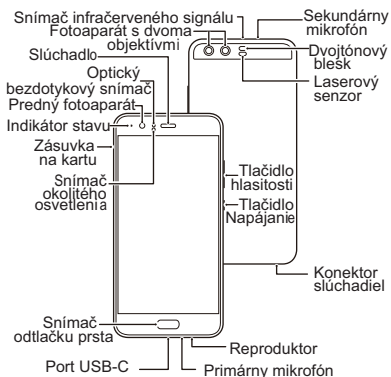 Snímač infračerveného signálu
Fotoaparát s dvoma
objektívmi
Slúchadlo
Optický
bezdotykový snímač
Predný fotoaparát
Indikátor stavu
Zásuvka
na kartu
Snímač
okolitého
osvetlenia
Snímač
odtlačku prsta
Port USB-C
Sekundárny
mikrofón
Dvojtónový
blesk
Laserový
senzor
Tlačidlo
hlasitosti
Tlačidlo
Napájanie
Konektor
slúchadiel
Reproduktor
Primárny mikrofón